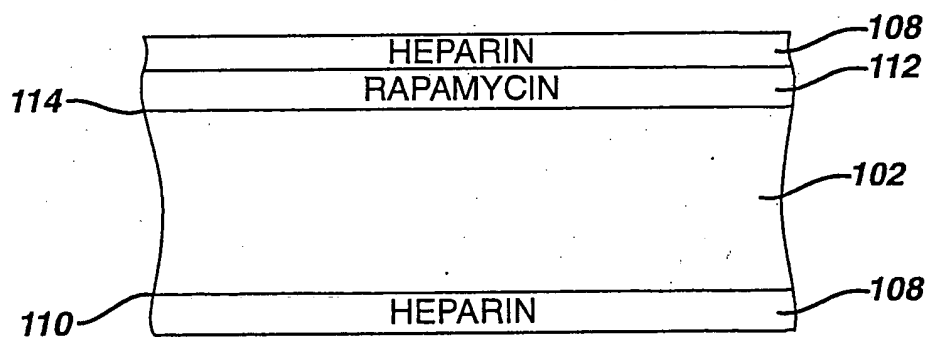 HEPARIN 108
RAPAMYCIN 112
114
102
110 HEPARIN 108